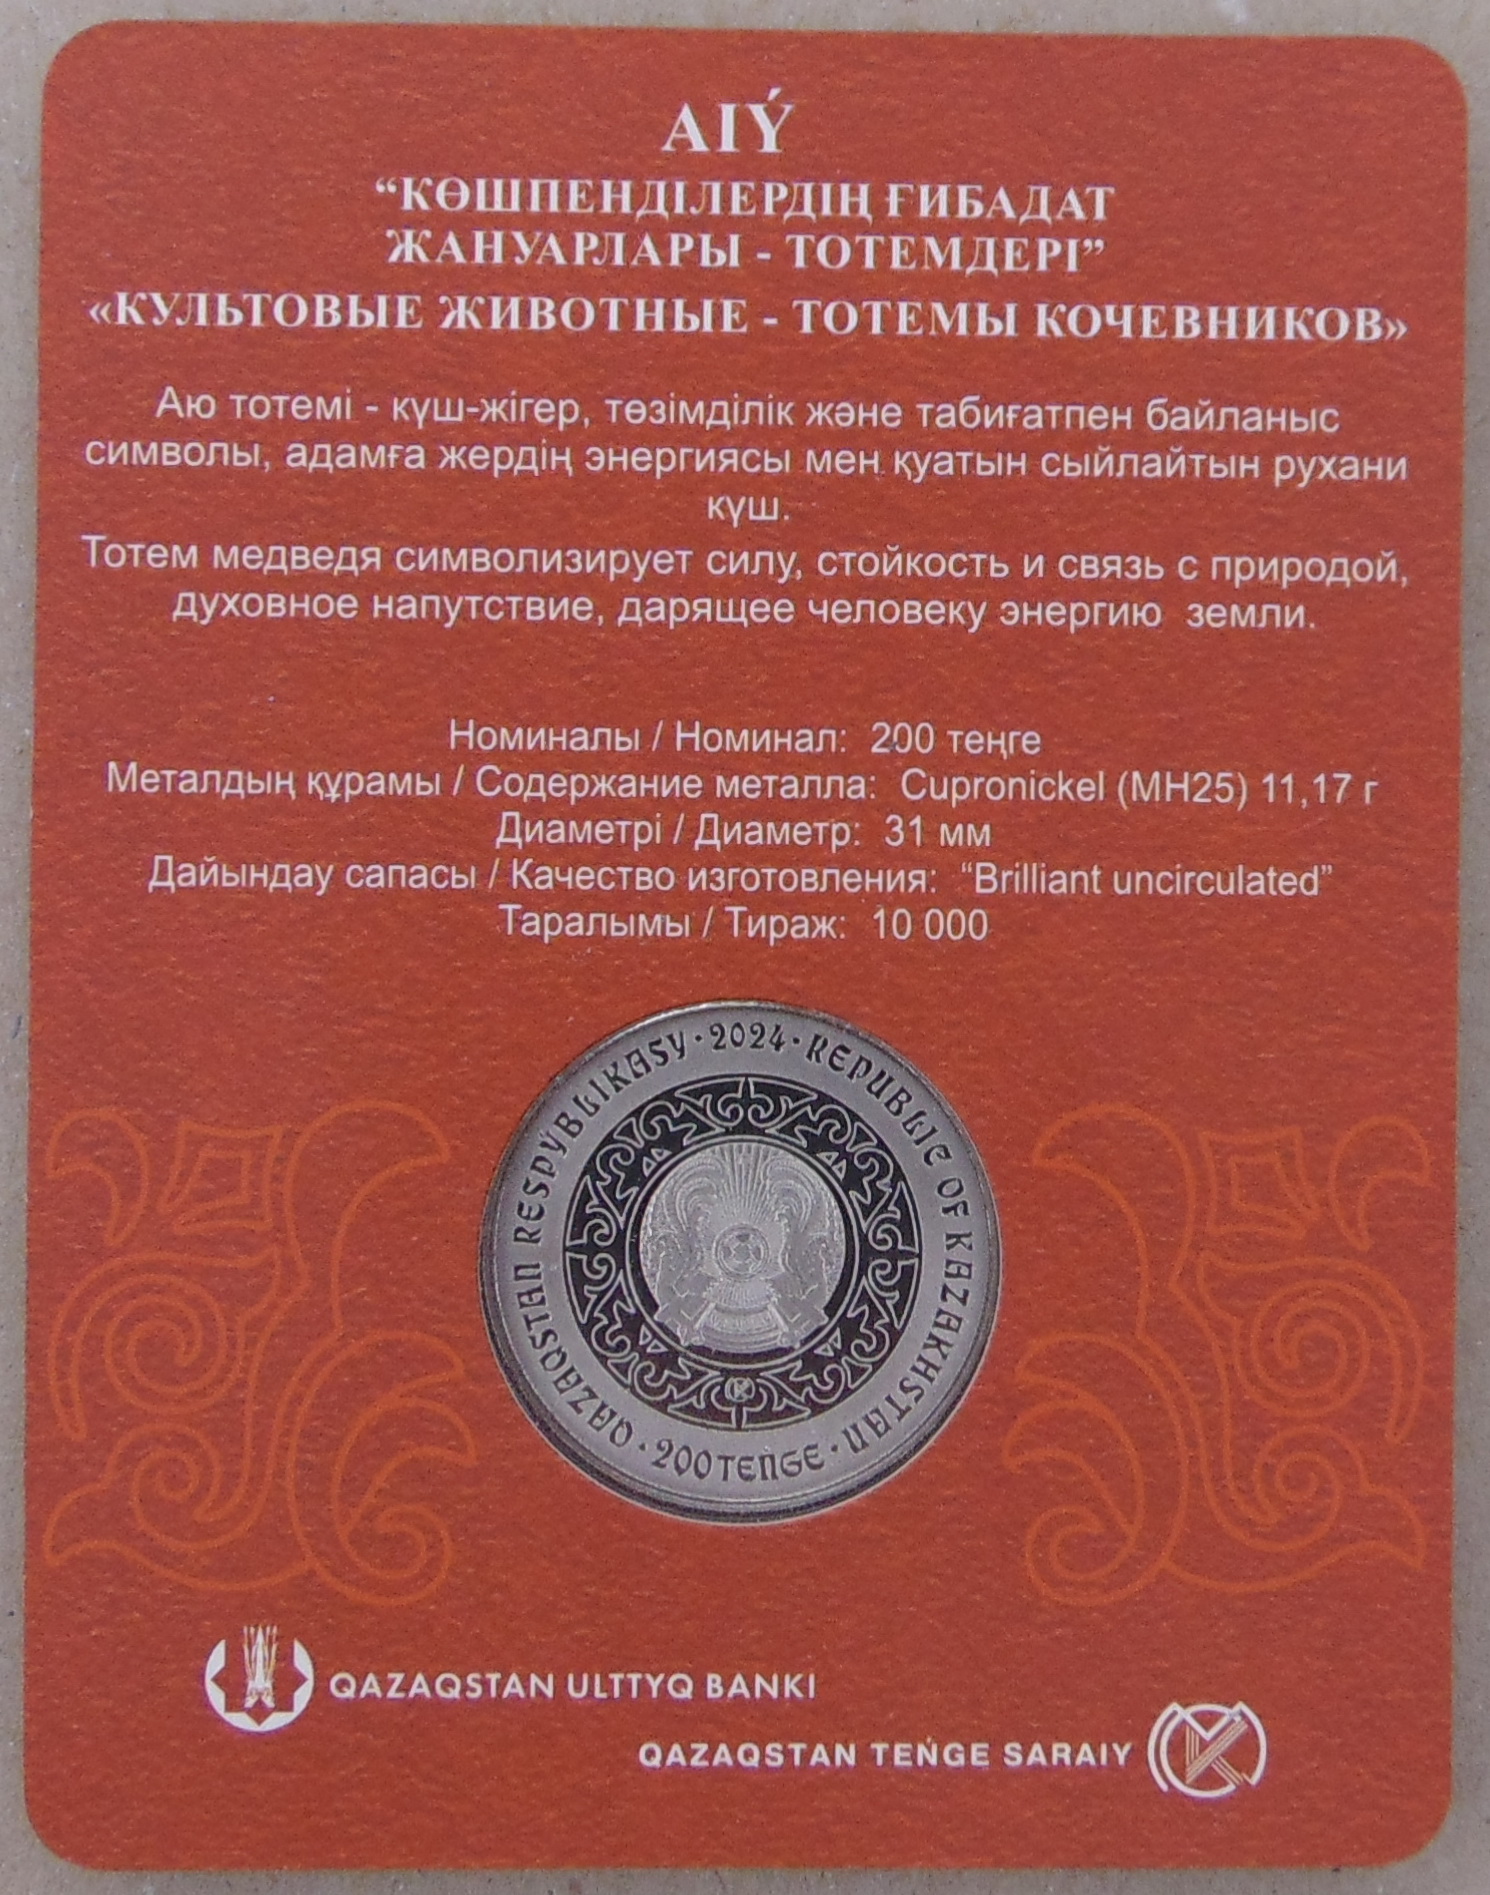 AIÝ
“КӨШПЕНДІЛЕРДІҢ ҒИБАДАТ
ЖАНУАРЛАРЫ - ТОТЕМДЕРІ”
«КУЛЬТОВЫЕ ЖИВОТНЫЕ - ТОТЕМЫ КОЧЕВНИКОВ»
Аю тотемі - күш-жігер, төзімділік және табиғатпен байланыс
символы, адамға жердің энергиясы мен қуатын сыйлайтын рухани
күш.
Тотем медведя символизирует силу, стойкость и связь с природой,
духовное напутствие, дарящее человеку энергию земли.
Номиналы / Номинал: 200 теңге
Металдың құрамы / Содержание металла: Cupronickel (МН25) 11,17 г
Диаметрі / Диаметр: 31 мм
Дайындау сапасы / Качество изготовления: “Brilliant uncirculated”
Таралымы / Тираж: 10 000
QAZAQSTAN RESPÝBLIKASY · 2024 · REPUBLIC OF KAZAKHSTAN
· 200 TEŃGE ·
QAZAQSTAN ULTTYQ BANKI
QAZAQSTAN TEŃGE SARAIY